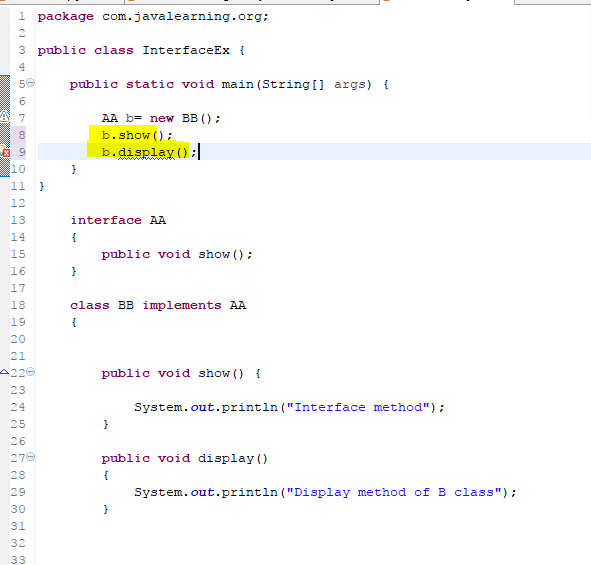 1 package com.javalearning.org;
2
3 public class InterfaceEx {
4
5 public static void main(String[] args) {
6
7 AA b= new BB();
8 b.show();
9 b.display();
10 }
11 }
12
13 interface AA
14 {
15 public void show();
16 }
17
18 class BB implements AA
19 {
20
21
22 public void show() {
23
24 System.out.println("Interface method");
25 }
26
27 public void display()
28 {
29 System.out.println("Display method of B class");
30 }
31
32
33